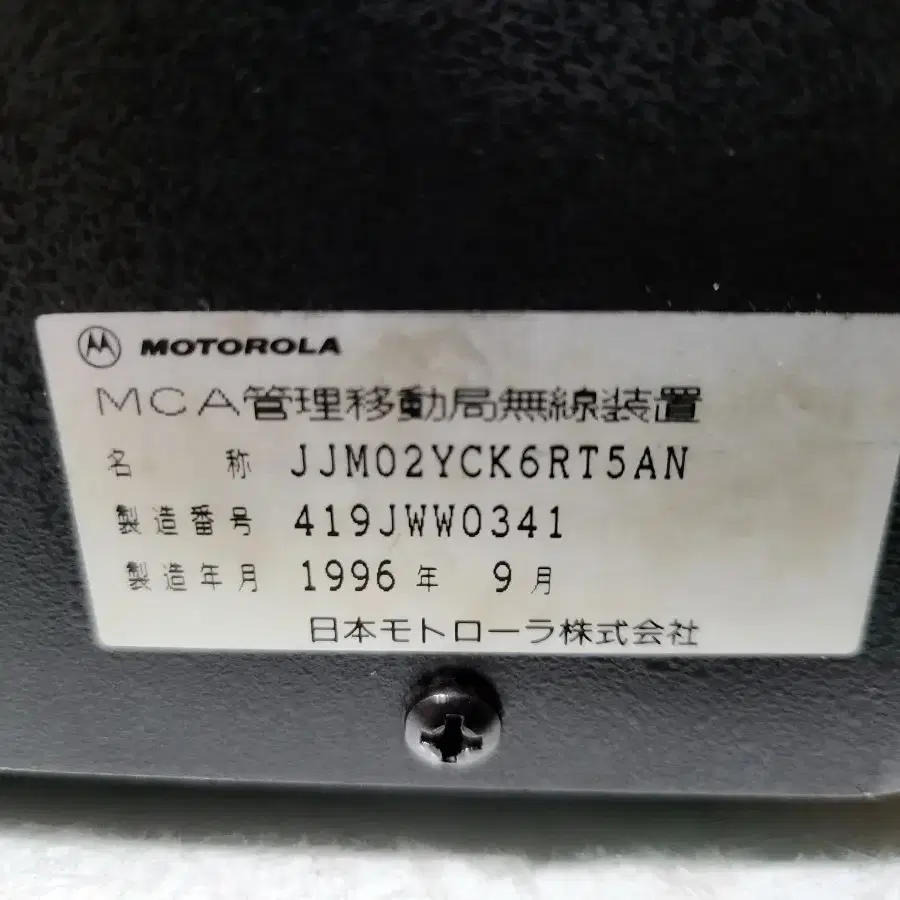 MOTOROLA
MCA管理移動局無線装置
名 称 JJM02YCK6RT5AN
製造番号 419JWW0341
製造年月 1996年 9月
日本モトローラ株式会社